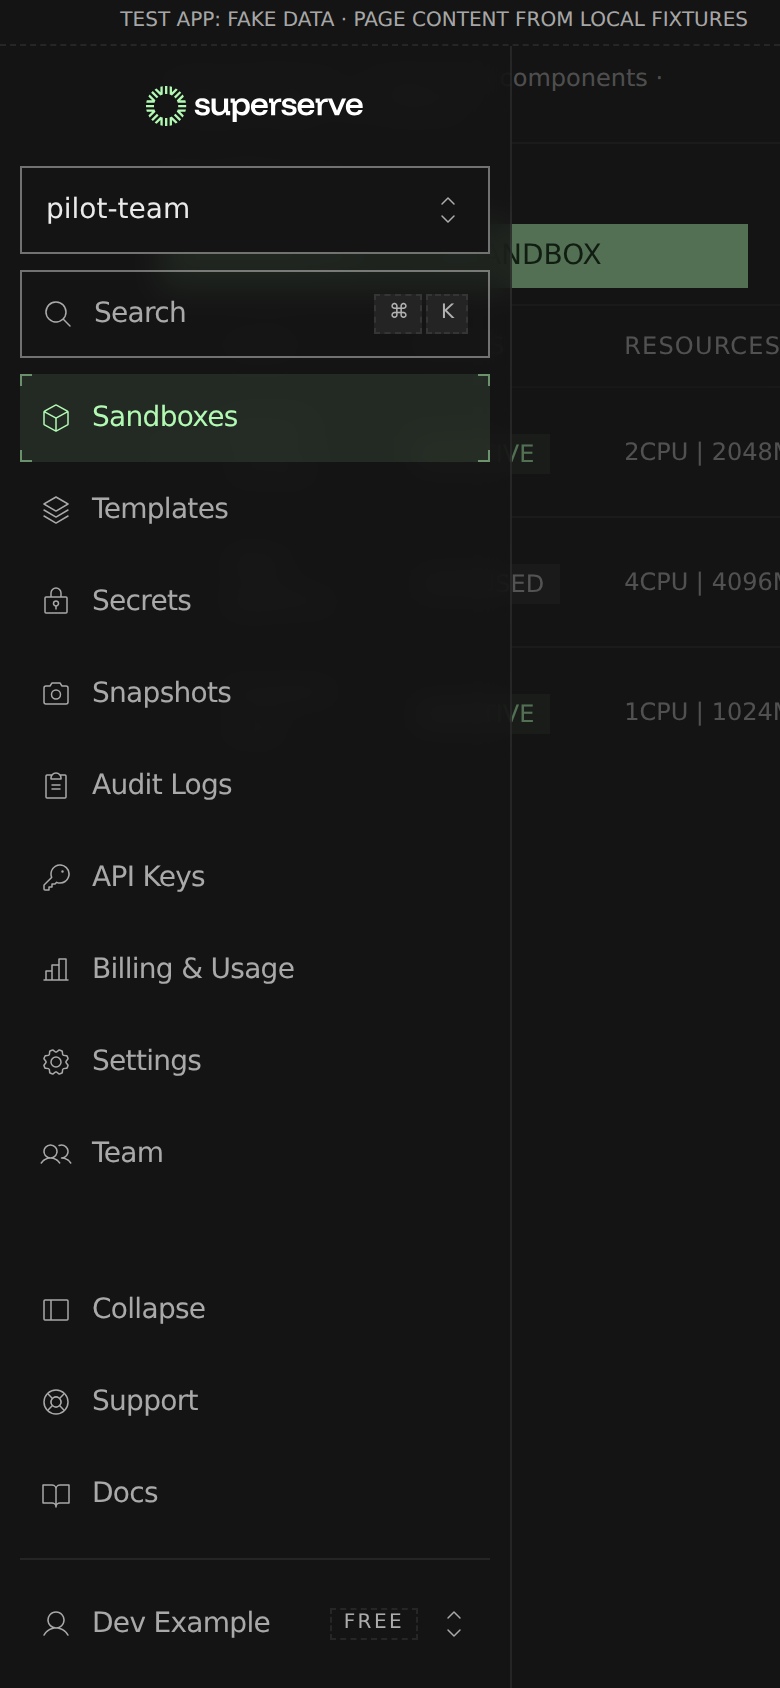 TEST APP: FAKE DATA · PAGE CONTENT FROM LOCAL FIXTURES
omponents ·
superserve
pilot-team
NDBOX
Search ⌘ K
RESOURCES
Sandboxes
VE 2CPU | 2048M
Templates
Secrets
SED 4CPU | 4096M
Snapshots
VE 1CPU | 1024M
Audit Logs
API Keys
Billing & Usage
Settings
Team
Collapse
Support
Docs
Dev Example FREE